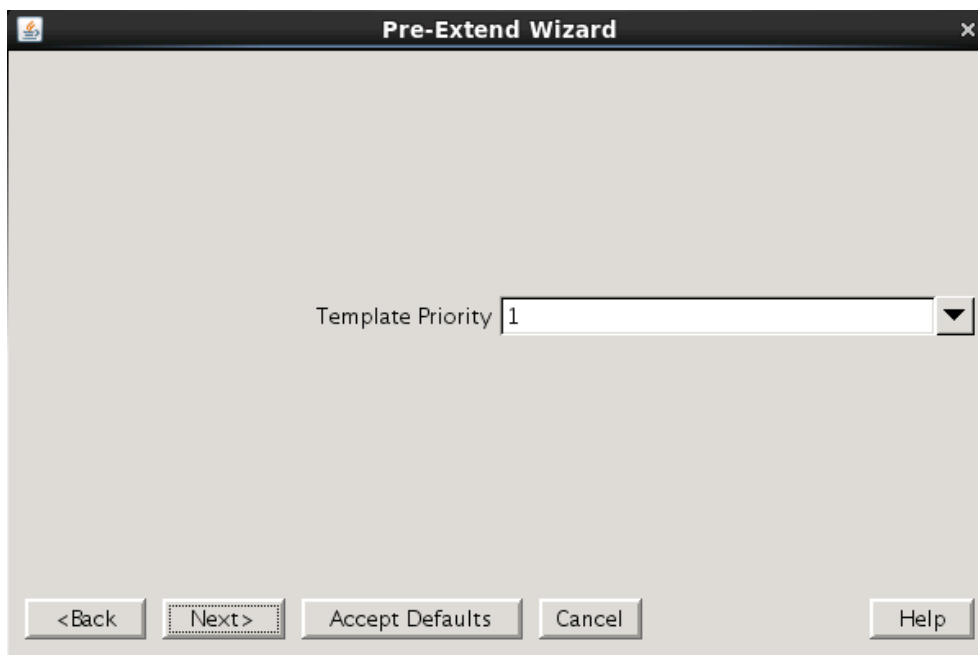 Pre-Extend Wizard
Template Priority 1
<Back Next> Accept Defaults Cancel Help